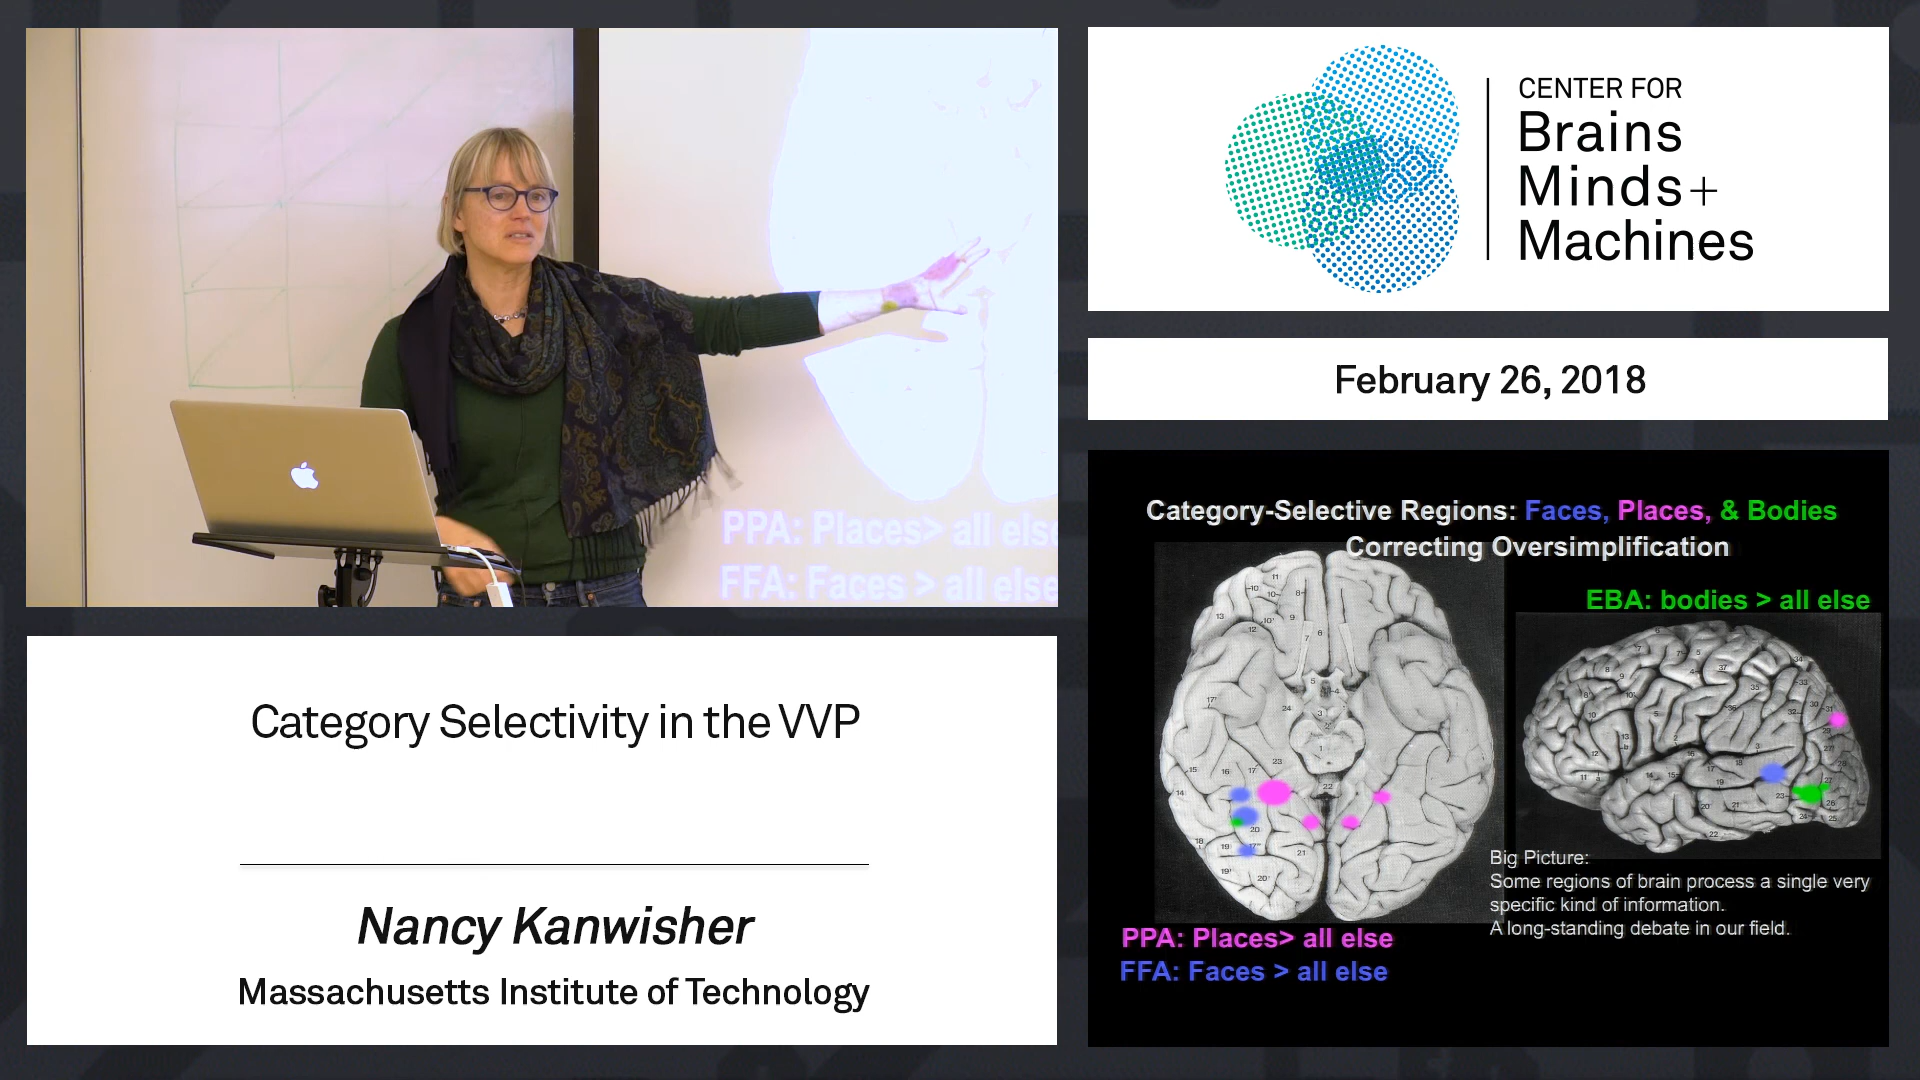 PPA: Places> all else
FFA: Faces > all else
CENTER FOR
Brains
Minds+
Machines
February 26, 2018
Category Selectivity in the VVP
Nancy Kanwisher
Massachusetts Institute of Technology
Category-Selective Regions: Faces, Places, & Bodies
Correcting Oversimplification
EBA: bodies > all else
Big Picture:
Some regions of brain process a single very
specific kind of information.
A long-standing debate in our field.
PPA: Places> all else
FFA: Faces > all else